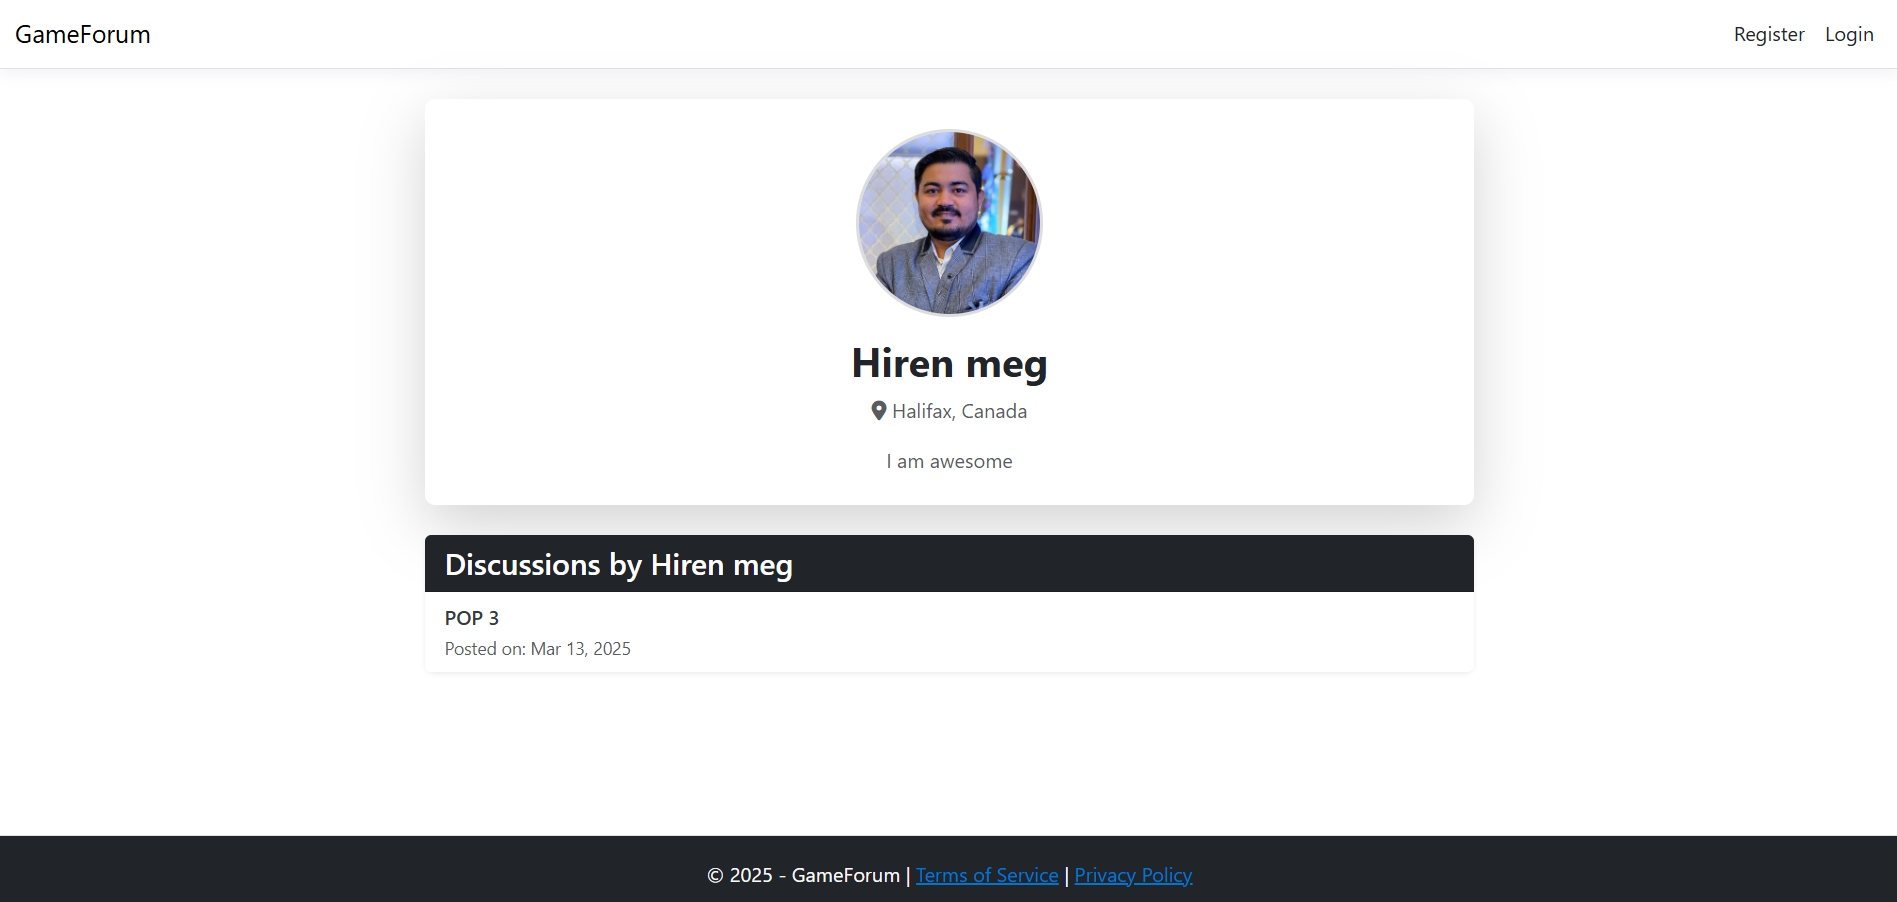 GameForum
Register Login
Hiren meg
Halifax, Canada
I am awesome
Discussions by Hiren meg
POP 3
Posted on: Mar 13, 2025
© 2025 - GameForum | Terms of Service | Privacy Policy